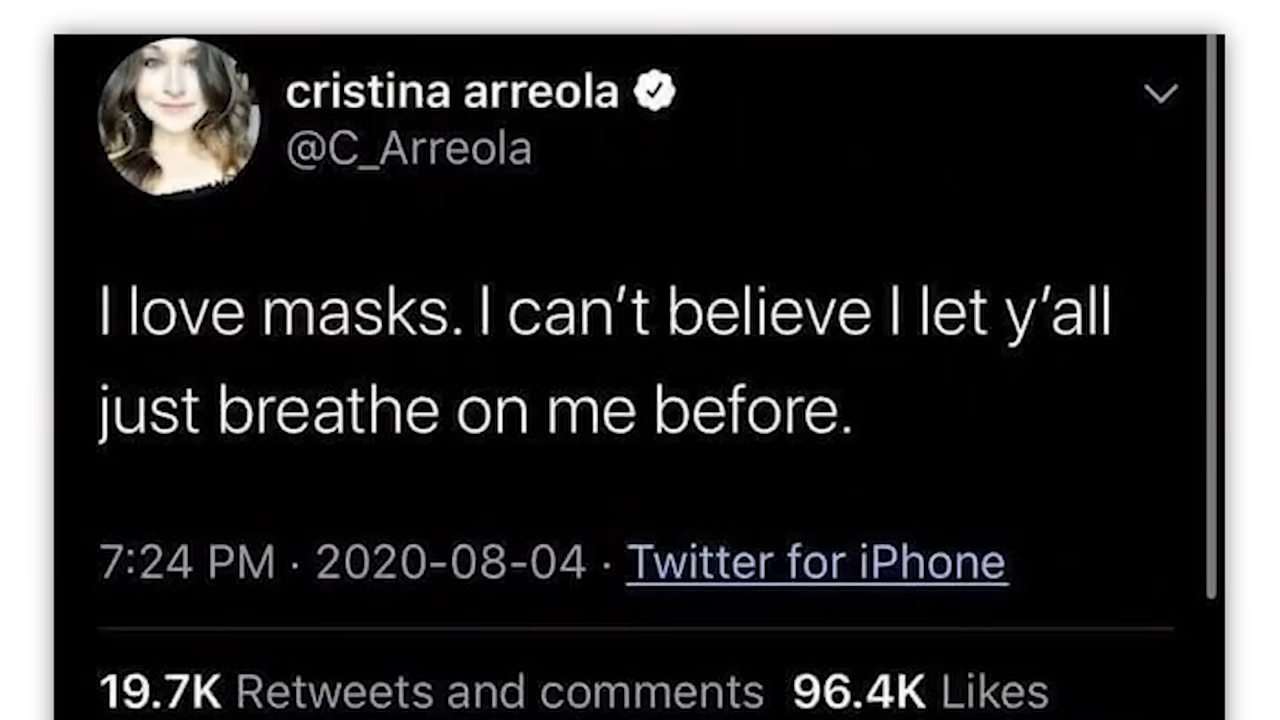 cristina arreola
@C_Arreola
I love masks. I can’t believe I let y’all
just breathe on me before.
7:24 PM · 2020-08-04 · Twitter for iPhone
19.7K Retweets and comments 96.4K Likes